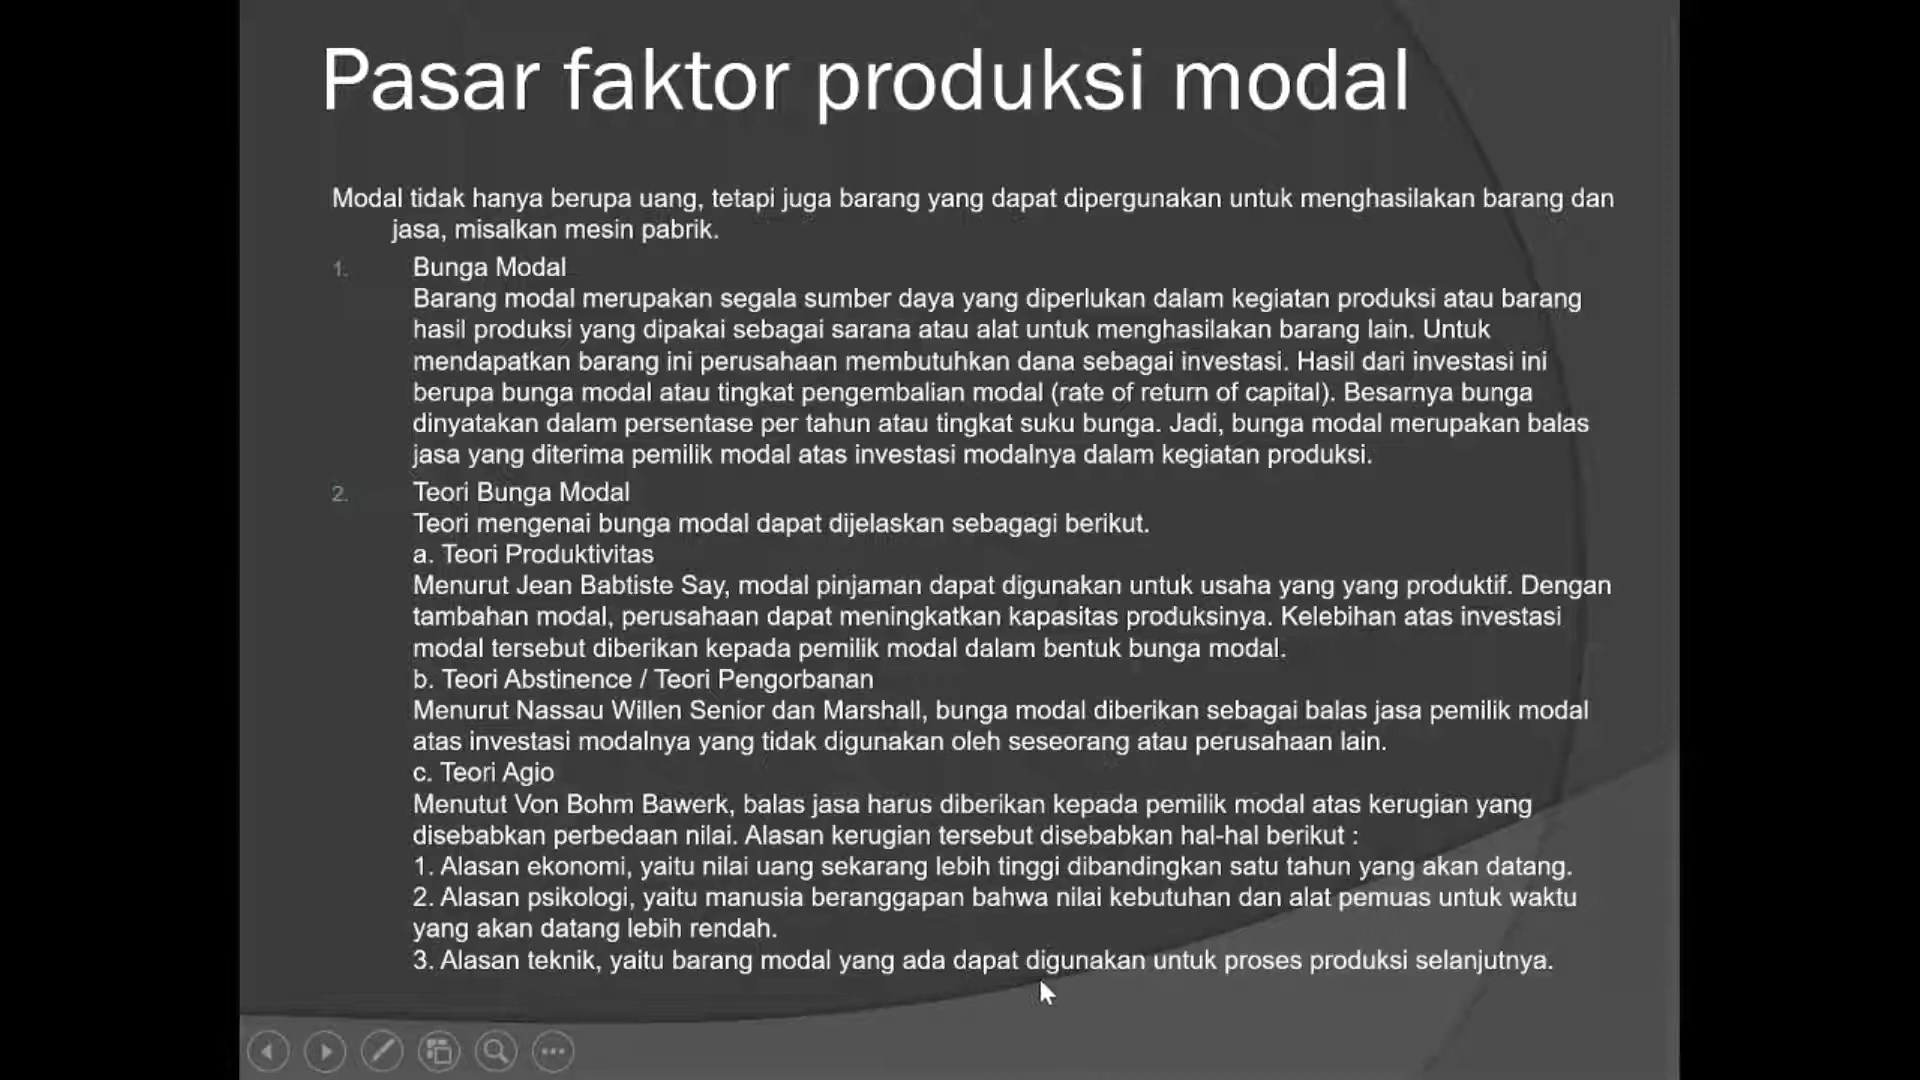 Pasar faktor produksi modal
Modal tidak hanya berupa uang, tetapi juga barang yang dapat dipergunakan untuk menghasilakan barang dan
jasa, misalkan mesin pabrik.
1. Bunga Modal
Barang modal merupakan segala sumber daya yang diperlukan dalam kegiatan produksi atau barang
hasil produksi yang dipakai sebagai sarana atau alat untuk menghasilakan barang lain. Untuk
mendapatkan barang ini perusahaan membutuhkan dana sebagai investasi. Hasil dari investasi ini
berupa bunga modal atau tingkat pengembalian modal (rate of return of capital). Besarnya bunga
dinyatakan dalam persentase per tahun atau tingkat suku bunga. Jadi, bunga modal merupakan balas
jasa yang diterima pemilik modal atas investasi modalnya dalam kegiatan produksi.
2. Teori Bunga Modal
Teori mengenai bunga modal dapat dijelaskan sebagagi berikut.
a. Teori Produktivitas
Menurut Jean Babtiste Say, modal pinjaman dapat digunakan untuk usaha yang yang produktif. Dengan
tambahan modal, perusahaan dapat meningkatkan kapasitas produksinya. Kelebihan atas investasi
modal tersebut diberikan kepada pemilik modal dalam bentuk bunga modal.
b. Teori Abstinence / Teori Pengorbanan
Menurut Nassau Willen Senior dan Marshall, bunga modal diberikan sebagai balas jasa pemilik modal
atas investasi modalnya yang tidak digunakan oleh seseorang atau perusahaan lain.
c. Teori Agio
Menutut Von Bohm Bawerk, balas jasa harus diberikan kepada pemilik modal atas kerugian yang
disebabkan perbedaan nilai. Alasan kerugian tersebut disebabkan hal-hal berikut :
1. Alasan ekonomi, yaitu nilai uang sekarang lebih tinggi dibandingkan satu tahun yang akan datang.
2. Alasan psikologi, yaitu manusia beranggapan bahwa nilai kebutuhan dan alat pemuas untuk waktu
yang akan datang lebih rendah.
3. Alasan teknik, yaitu barang modal yang ada dapat digunakan untuk proses produksi selanjutnya.